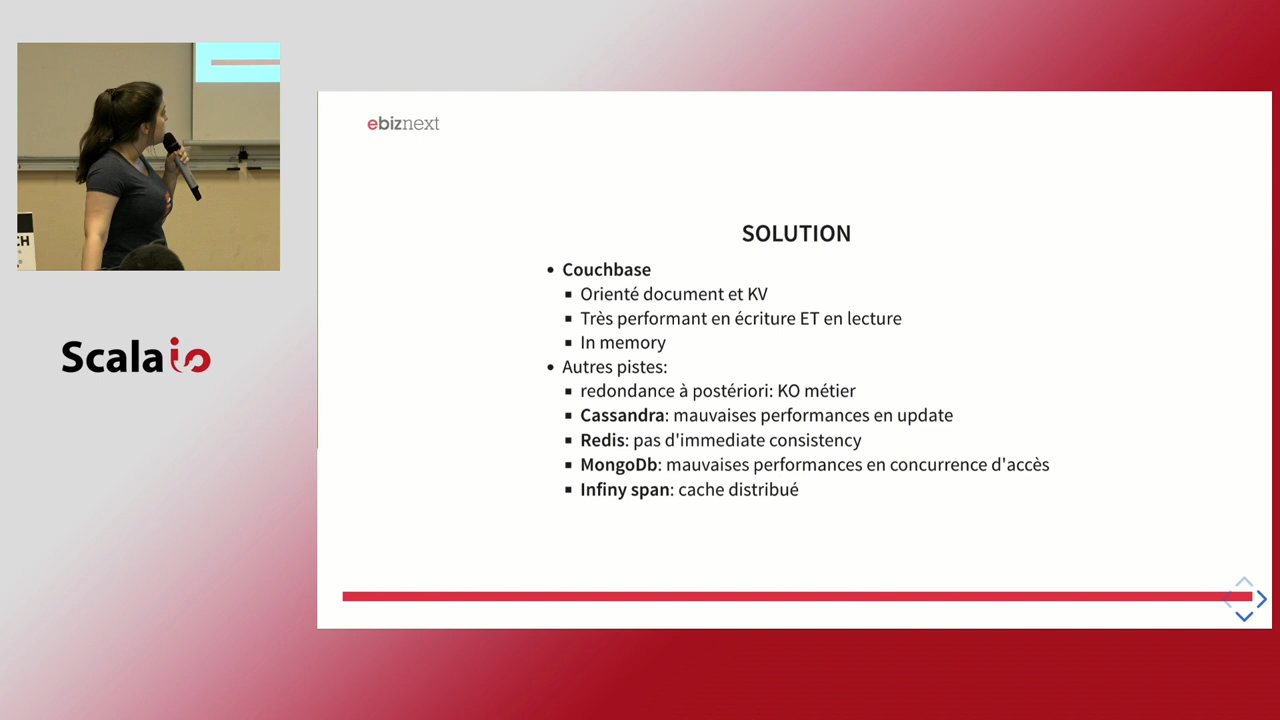 CH
Scala io
ebiznext
SOLUTION
Couchbase
Orienté document et KV
Très performant en écriture ET en lecture
In memory
Autres pistes:
redondance à postériori: KO métier
Cassandra: mauvaises performances en update
Redis: pas d'immediate consistency
MongoDb: mauvaises performances en concurrence d'accès
Infiny span: cache distribué